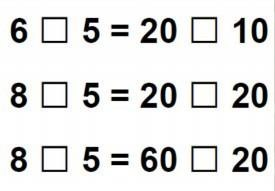 6 □ 5 = 20 □ 10
8 □ 5 = 20 □ 20
8 □ 5 = 60 □ 20